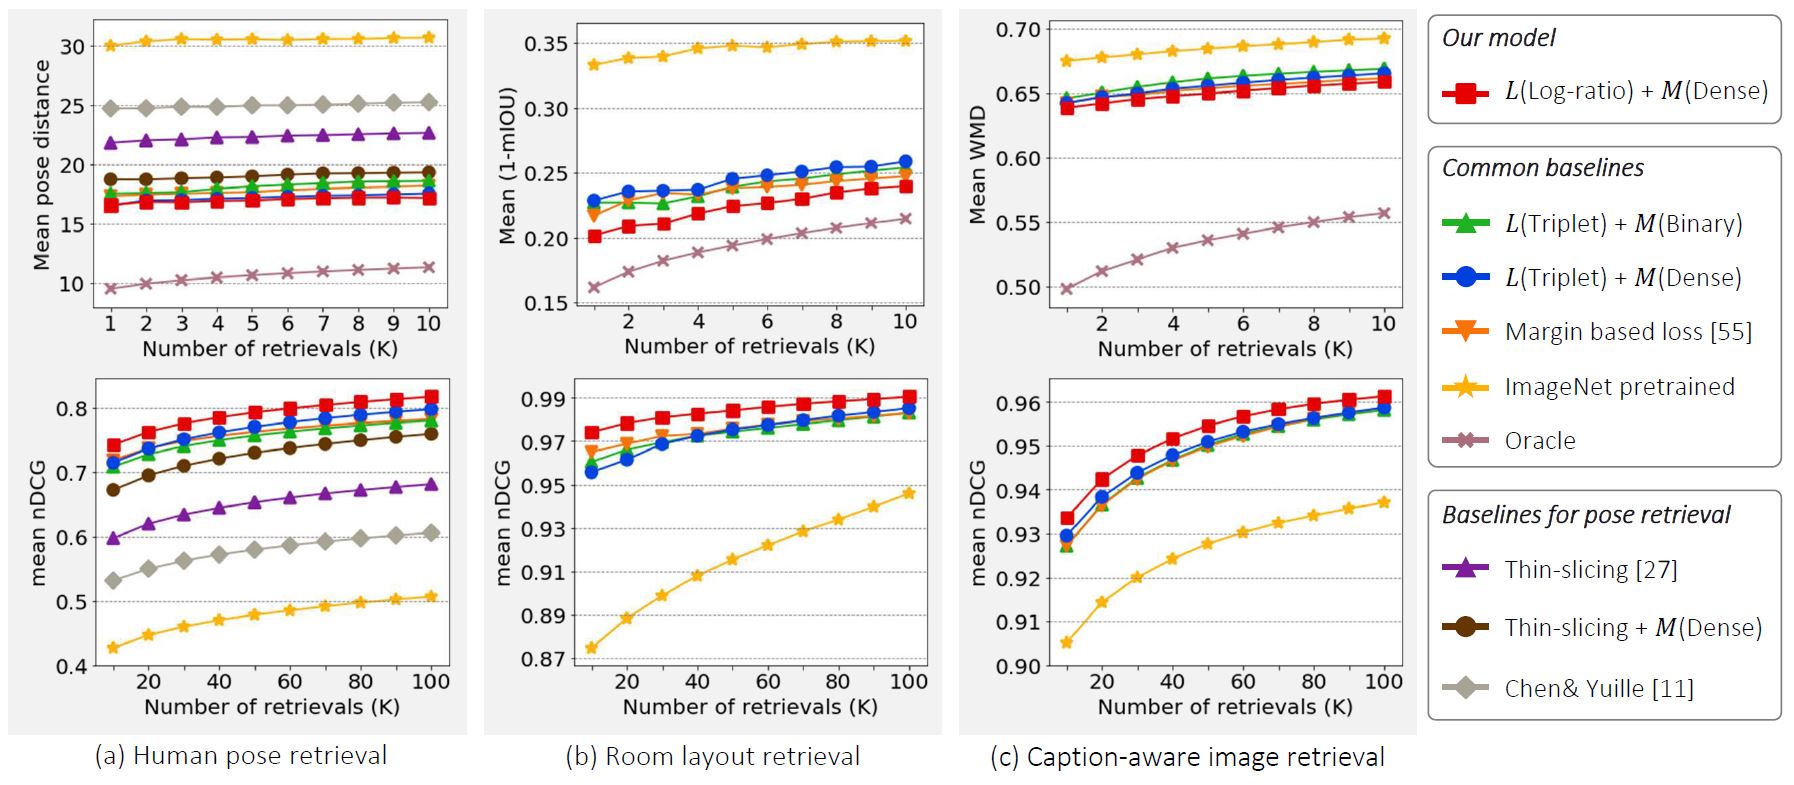 30
25
20
15
10
Mean pose distance
1 2 3 4 5 6 7 8 9 10
Number of retrievals (K)
0.8
0.7
0.6
0.5
0.4
mean nDCG
20 40 60 80 100
Number of retrievals (K)
(a) Human pose retrieval
0.35
0.30
0.25
0.20
0.15
Mean (1-mIOU)
2 4 6 8 10
Number of retrievals (K)
0.99
0.97
0.95
0.93
0.91
0.89
0.87
mean nDCG
20 40 60 80 100
Number of retrievals (K)
(b) Room layout retrieval
0.70
0.65
0.60
0.55
0.50
Mean WMD
2 4 6 8 10
Number of retrievals (K)
0.96
0.95
0.94
0.93
0.92
0.91
0.90
mean nDCG
20 40 60 80 100
Number of retrievals (K)
(c) Caption-aware image retrieval
Our model
L(Log-ratio) + M(Dense)
Common baselines
L(Triplet) + M(Binary)
L(Triplet) + M(Dense)
Margin based loss [55]
ImageNet pretrained
Oracle
Baselines for pose retrieval
Thin-slicing [27]
Thin-slicing + M(Dense)
Chen& Yuille [11]